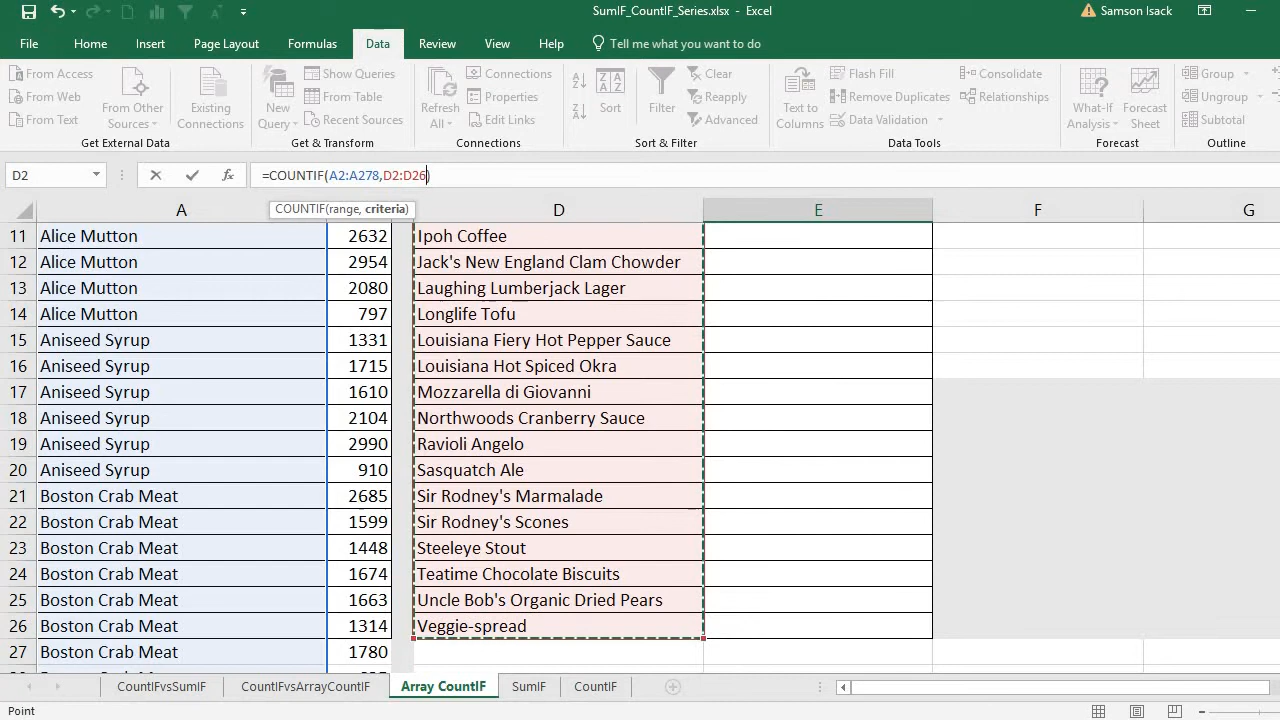 SumIF_CountIF_Series.xlsx - Excel
Samson Isack
File Home Insert Page Layout Formulas Data Review View Help Tell me what you want to do
From Access
From Web
From Text
From Other Sources
Existing Connections
Get External Data
New Query
Show Queries
From Table
Recent Sources
Get & Transform
Refresh All
Connections
Properties
Edit Links
Connections
Sort
Filter
Clear
Reapply
Advanced
Sort & Filter
Text to Columns
Flash Fill
Remove Duplicates
Data Validation
Consolidate
Relationships
Data Tools
What-If Analysis
Forecast Sheet
Forecast
Group
Ungroup
Subtotal
Outline
D2 fx =COUNTIF(A2:A278,D2:D26)
COUNTIF(range, criteria)
A D E F G
11 Alice Mutton 2632 Ipoh Coffee
12 Alice Mutton 2954 Jack's New England Clam Chowder
13 Alice Mutton 2080 Laughing Lumberjack Lager
14 Alice Mutton 797 Longlife Tofu
15 Aniseed Syrup 1331 Louisiana Fiery Hot Pepper Sauce
16 Aniseed Syrup 1715 Louisiana Hot Spiced Okra
17 Aniseed Syrup 1610 Mozzarella di Giovanni
18 Aniseed Syrup 2104 Northwoods Cranberry Sauce
19 Aniseed Syrup 2990 Ravioli Angelo
20 Aniseed Syrup 910 Sasquatch Ale
21 Boston Crab Meat 2685 Sir Rodney's Marmalade
22 Boston Crab Meat 1599 Sir Rodney's Scones
23 Boston Crab Meat 1448 Steeleye Stout
24 Boston Crab Meat 1674 Teatime Chocolate Biscuits
25 Boston Crab Meat 1663 Uncle Bob's Organic Dried Pears
26 Boston Crab Meat 1314 Veggie-spread
27 Boston Crab Meat 1780
CountIFvsSumIF CountIFvsArrayCountIF Array CountIF SumIF CountIF
Point